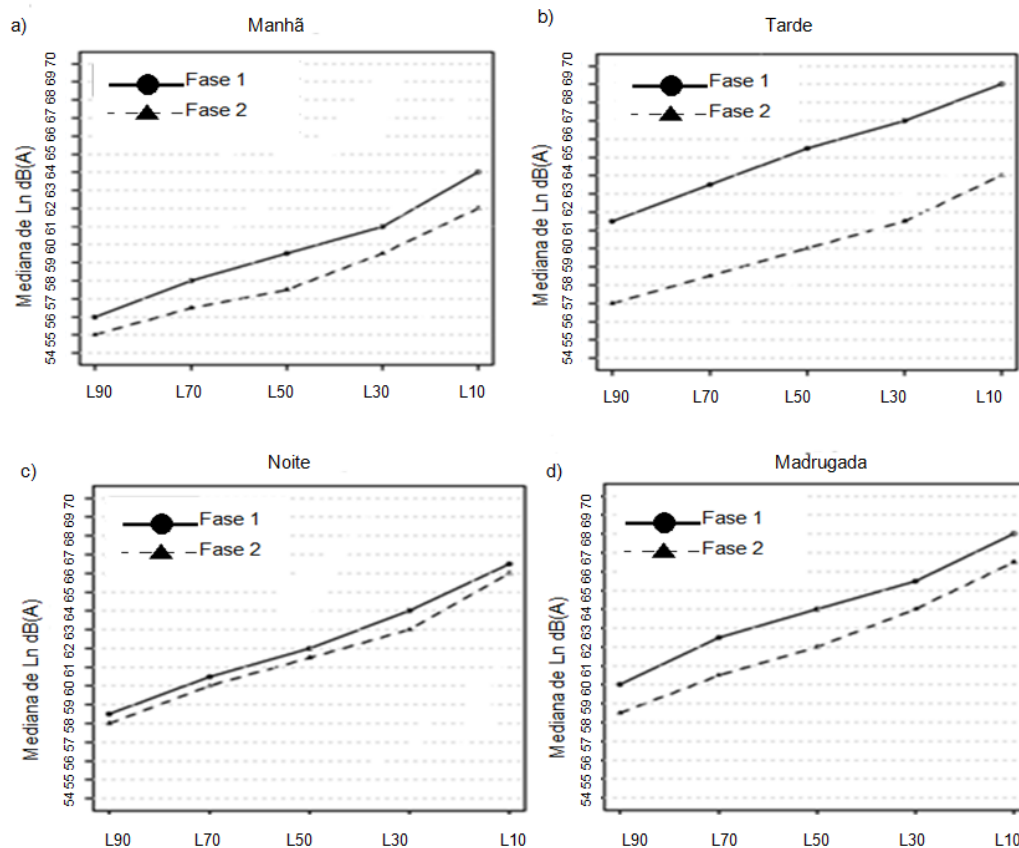 a)
Manhã
Mediana de Ln dB(A)
54 55 56 57 58 59 60 61 62 63 64 65 66 67 68 69 70
Fase 1
Fase 2
L90 L70 L50 L30 L10
b)
Tarde
Mediana de Ln dB(A)
54 55 56 57 58 59 60 61 62 63 64 65 66 67 68 69 70
Fase 1
Fase 2
L90 L70 L50 L30 L10
c)
Noite
Mediana de Ln dB(A)
54 55 56 57 58 59 60 61 62 63 64 65 66 67 68 69 70
Fase 1
Fase 2
L90 L70 L50 L30 L10
d)
Madrugada
Mediana de Ln dB(A)
54 55 56 57 58 59 60 61 62 63 64 65 66 67 68 69 70
Fase 1
Fase 2
L90 L70 L50 L30 L10